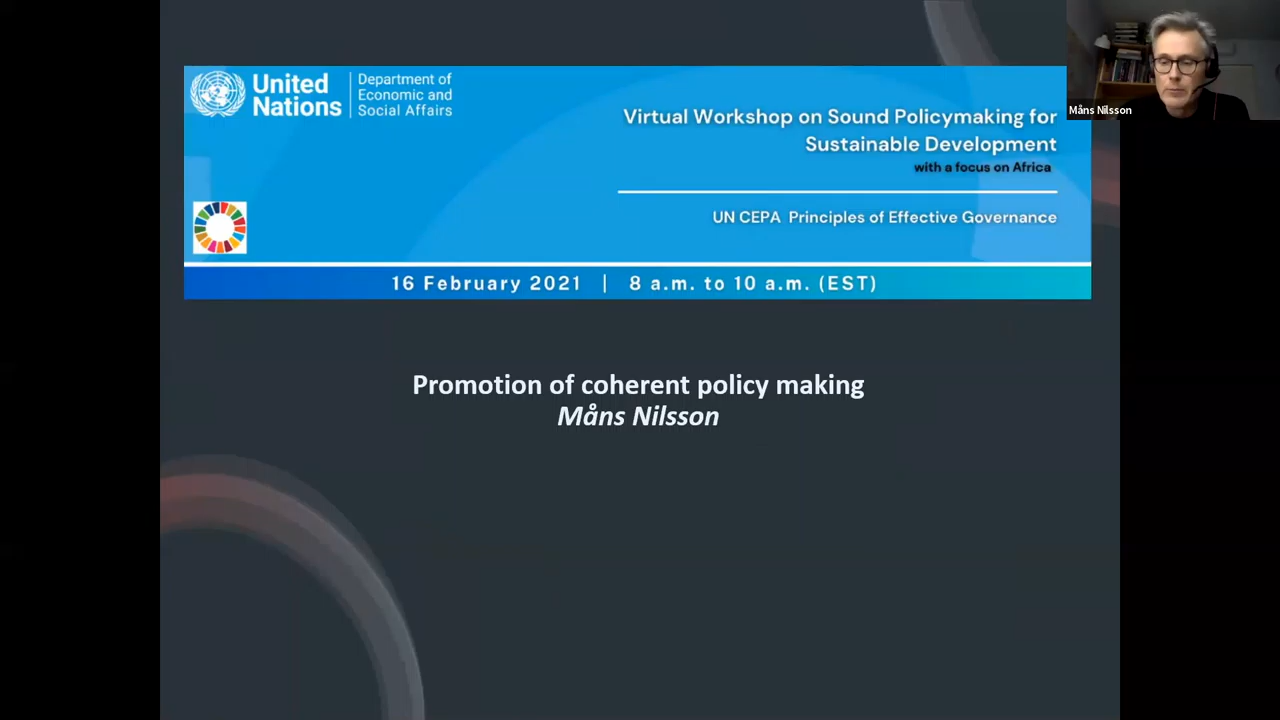 United
Nations
Department of
Economic and
Social Affairs
Virtual Workshop on Sound Policymaking for
Sustainable Development
with a focus on Africa
UN CEPA Principles of Effective Governance
16 February 2021 | 8 a.m. to 10 a.m. (EST)
Måns Nilsson
Promotion of coherent policy making
Måns Nilsson